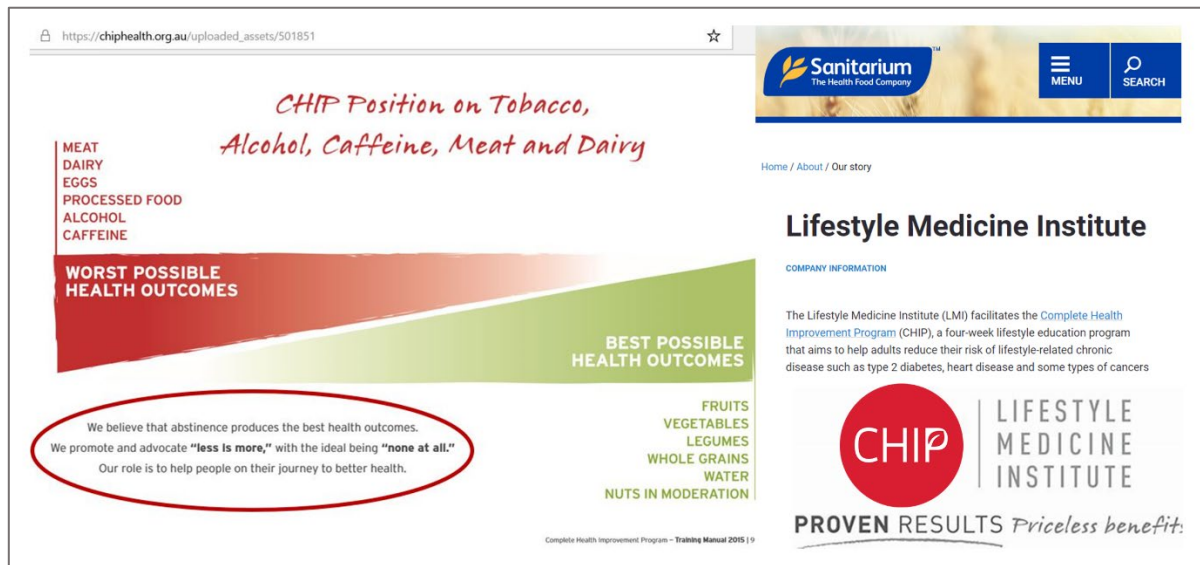 https://chiphealth.org.au/uploaded_assets/501851
CHIP Position on Tobacco,
Alcohol, Caffeine, Meat and Dairy
MEAT
DAIRY
EGGS
PROCESSED FOOD
ALCOHOL
CAFFEINE
WORST POSSIBLE
HEALTH OUTCOMES
BEST POSSIBLE
HEALTH OUTCOMES
FRUITS
VEGETABLES
LEGUMES
WHOLE GRAINS
WATER
NUTS IN MODERATION
We believe that abstinence produces the best health outcomes.
We promote and advocate “less is more,” with the ideal being “none at all.”
Our role is to help people on their journey to better health.
Complete Health Improvement Program – Training Manual 2015 | 9
Sanitarium™
The Health Food Company
MENU
SEARCH
Home / About / Our story
Lifestyle Medicine Institute
COMPANY INFORMATION
The Lifestyle Medicine Institute (LMI) facilitates the Complete Health
Improvement Program (CHIP), a four-week lifestyle education program
that aims to help adults reduce their risk of lifestyle-related chronic
disease such as type 2 diabetes, heart disease and some types of cancers
CHIP
LIFESTYLE
MEDICINE
INSTITUTE
PROVEN RESULTS Priceless benefits